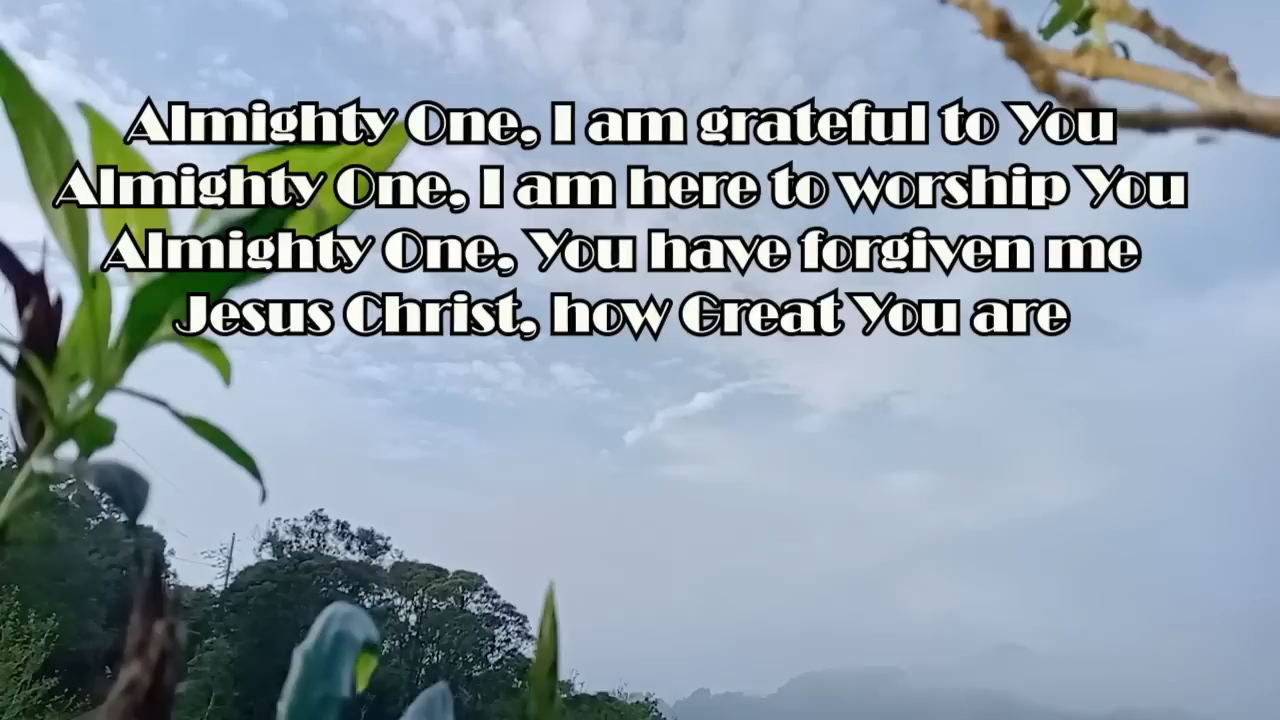 Almighty One, I am grateful to You
Almighty One, I am here to worship You
Almighty One, You have forgiven me
Jesus Christ, how Great You are